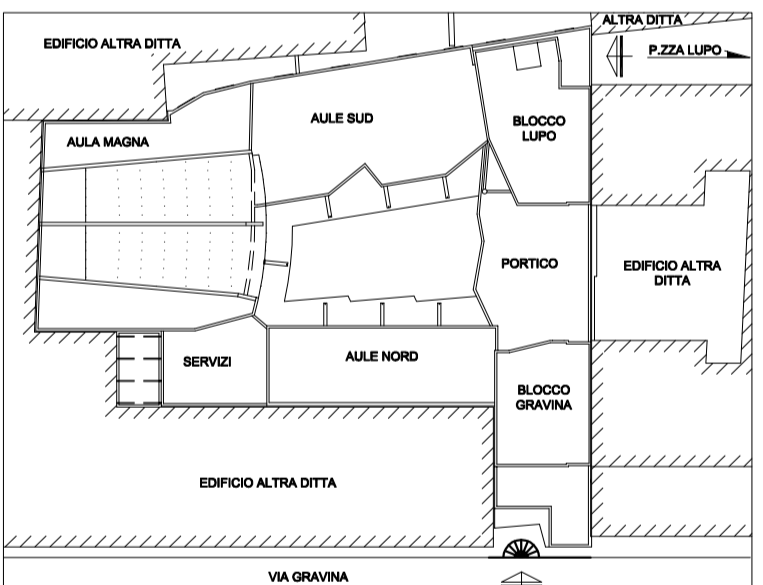 ALTRA DITTA
EDIFICIO ALTRA DITTA
P.ZZA LUPO
AULE SUD
BLOCCO
LUPO
AULA MAGNA
PORTICO
EDIFICIO ALTRA
DITTA
SERVIZI
AULE NORD
BLOCCO
GRAVINA
EDIFICIO ALTRA DITTA
VIA GRAVINA